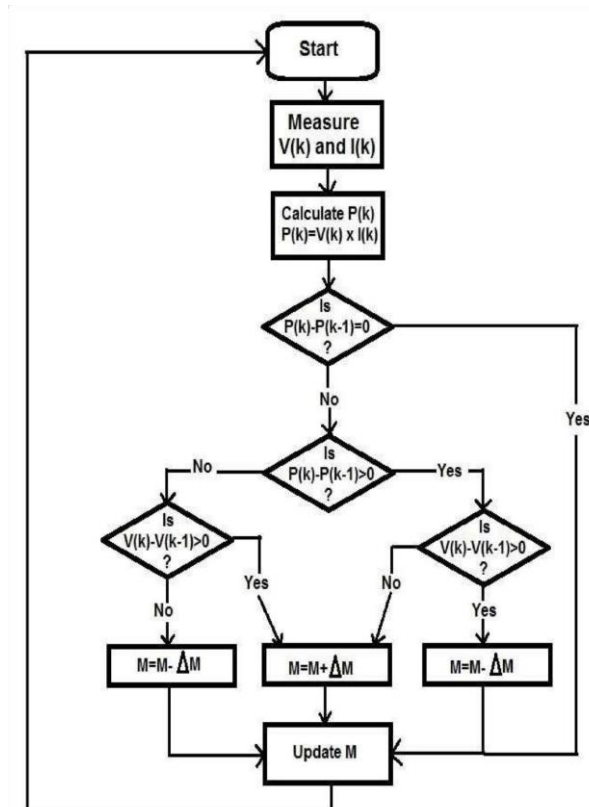 Start
Measure
V(k) and I(k)
Calculate P(k)
P(k)=V(k) x I(k)
Is
P(k)-P(k-1)=0
?
No
Yes
Is
P(k)-P(k-1)>0
?
No
Yes
Is
V(k)-V(k-1)>0
?
Is
V(k)-V(k-1)>0
?
No
Yes
No
Yes
M=M- ΔM
M=M+ ΔM
M=M- ΔM
Update M